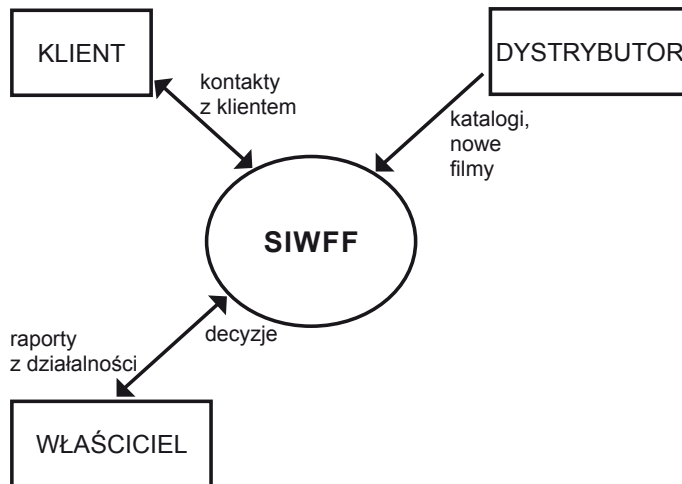 KLIENT
DYSTRYBUTOR
kontakty
z klientem
katalogi,
nowe
filmy
SIWFF
raporty
z działalności
decyzje
WŁAŚCICIEL